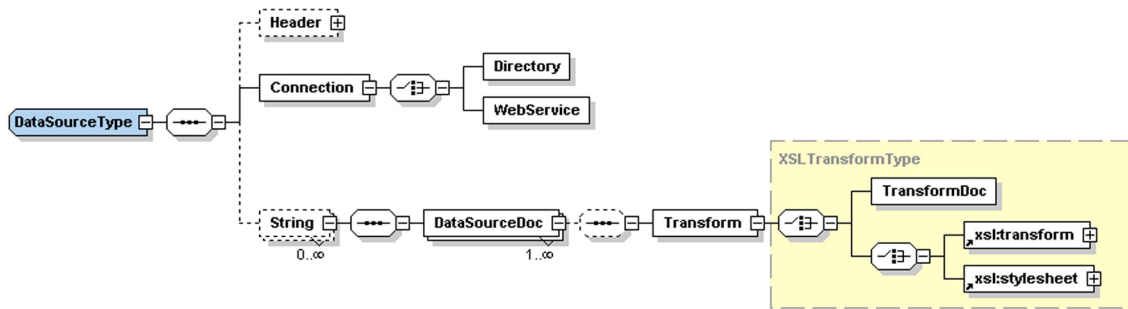 Header
Directory
Connection
WebService
DataSourceType
XSLTransformType
TransformDoc
String
DataSourceDoc
Transform
xsl:transform
0..∞
1..∞
xsl:stylesheet